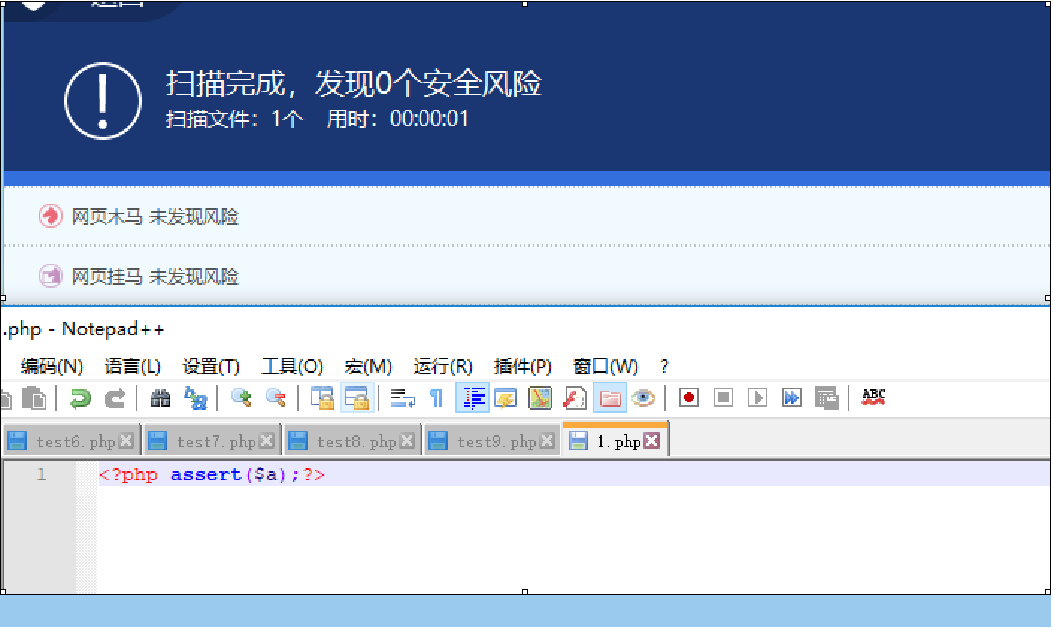 返回
扫描完成，发现0个安全风险
扫描文件：1个 用时：00:00:01
网页木马 未发现风险
网页挂马 未发现风险
.php - Notepad++
编码(N) 语言(L) 设置(T) 工具(O) 宏(M) 运行(R) 插件(P) 窗口(W) ?
ABC
test6.php test7.php test8.php test9.php 1.php
1 <?php assert($a);?>